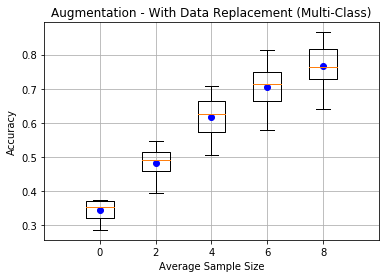 Augmentation - With Data Replacement (Multi-Class)
0.8
0.7
0.6
0.5
0.4
0.3
Accuracy
0 2 4 6 8
Average Sample Size